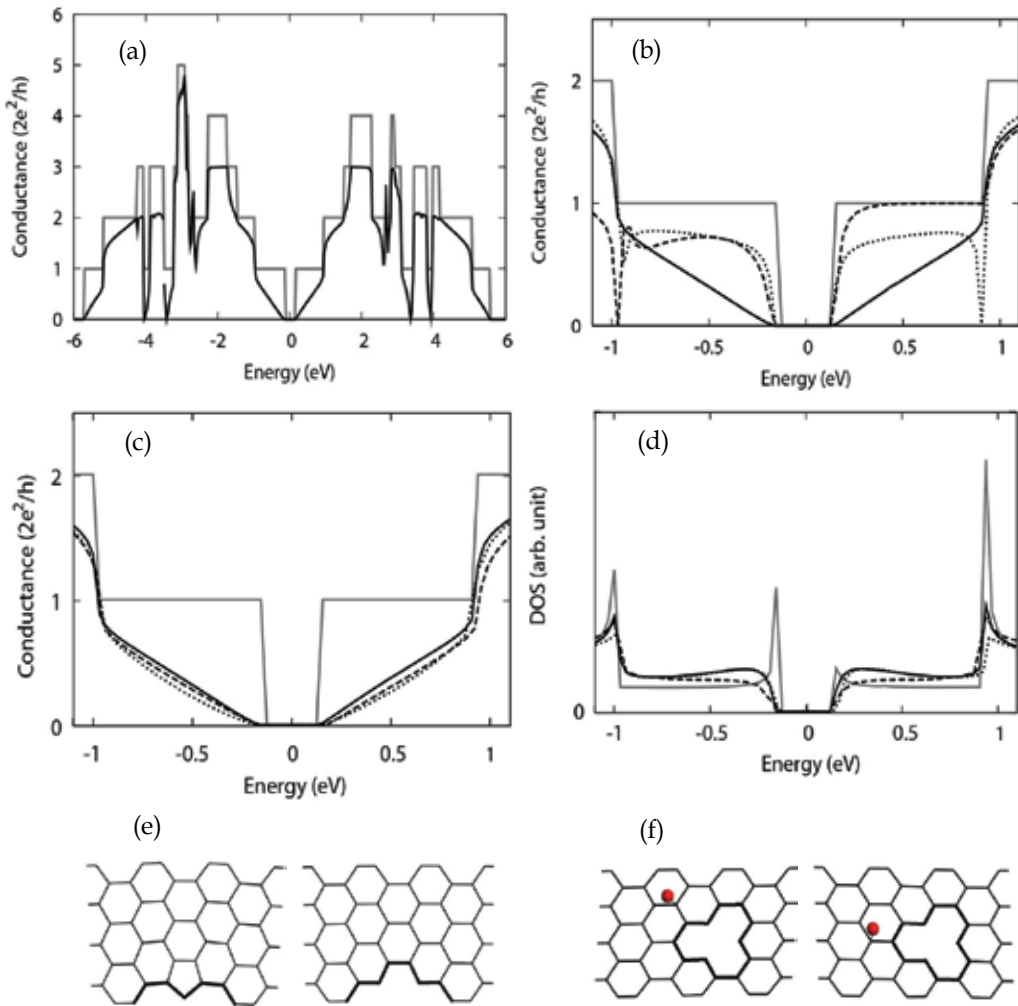 (a)
Conductance (2e²/h)
6
5
4
3
2
1
0
-6 -4 -2 0 2 4 6
Energy (eV)
(b)
Conductance (2e²/h)
2
1
0
-1 -0.5 0 0.5 1
Energy (eV)
(c)
Conductance (2e²/h)
2
1
0
-1 -0.5 0 0.5 1
Energy (eV)
(d)
DOS (arb. unit)
0
-1 -0.5 0 0.5 1
Energy (eV)
(e)
(f)